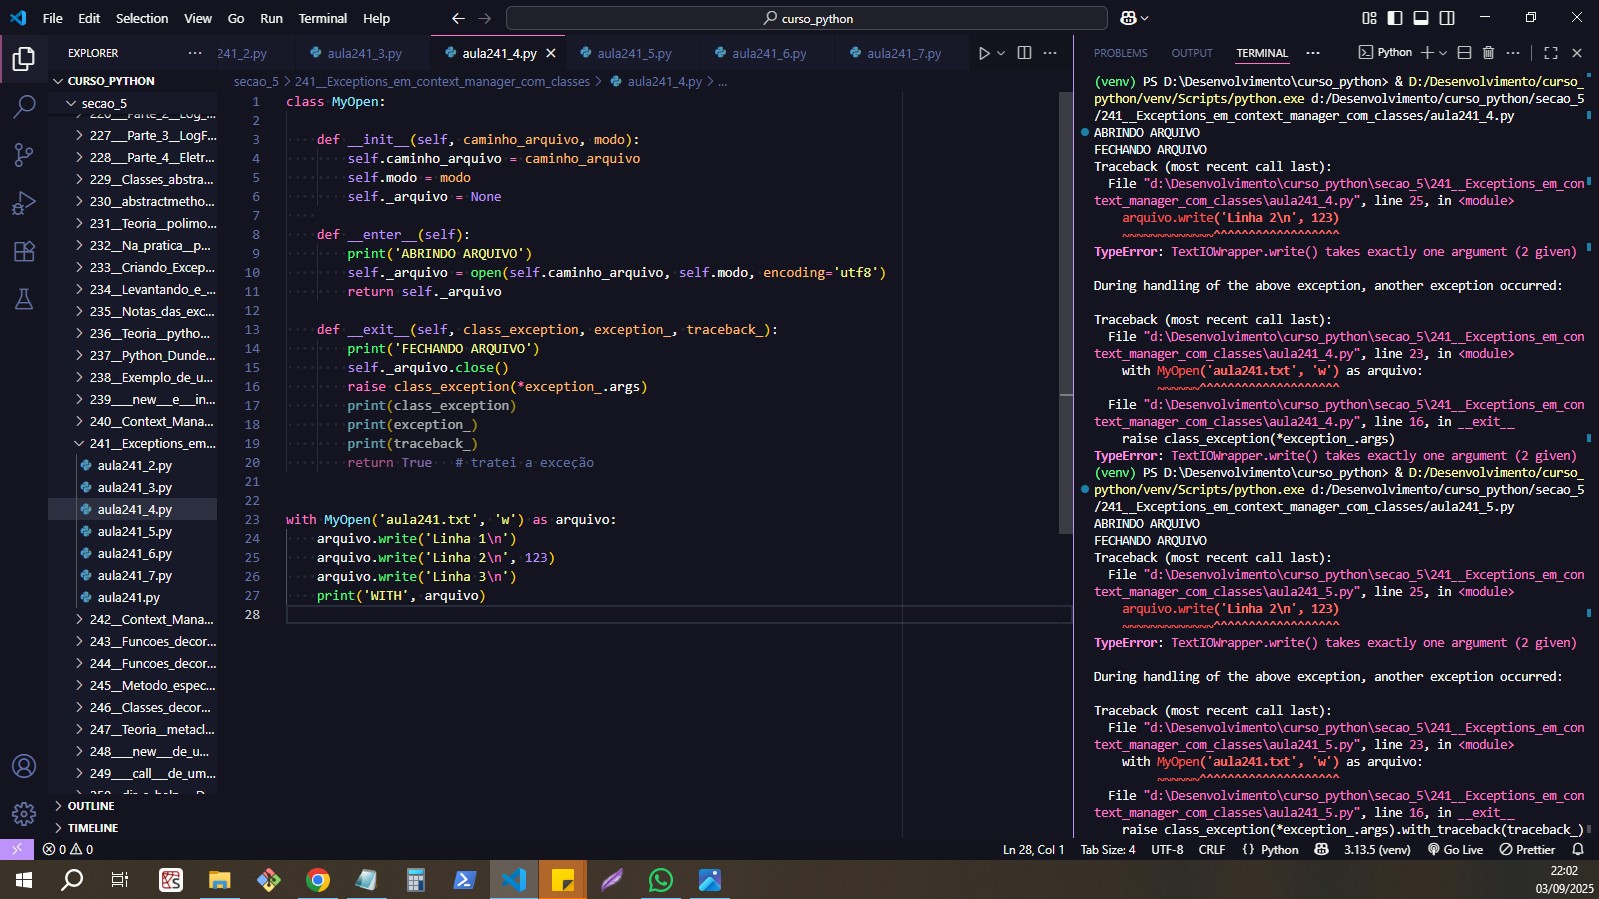 File Edit Selection View Go Run Terminal Help
curso_python
EXPLORER
CURSO_PYTHON
secao_5
227__Parte_3__LogF...
228__Parte_4__Eletr...
229__Classes_abstra...
230__abstractmetho...
231__Teoria__polimo...
232__Na_pratica__p...
233__Criando_Excep...
234__Levantando_e_...
235__Notas_das_exc...
236__Teoria__pytho...
237__Python_Dunde...
238__Exemplo_de_u...
239___new__e__in...
240__Context_Mana...
241__Exceptions_em...
aula241_2.py
aula241_3.py
aula241_4.py
aula241_5.py
aula241_6.py
aula241_7.py
aula241.py
242__Context_Mana...
243__Funcoes_decor...
244__Funcoes_decor...
245__Metodo_espec...
246__Classes_decor...
247__Teoria__metacl...
248____new__de_u...
249____call__de_um...
OUTLINE
TIMELINE
241_2.py aula241_3.py aula241_4.py aula241_5.py aula241_6.py aula241_7.py
secao_5 > 241__Exceptions_em_context_manager_com_classes > aula241_4.py > ...
1 class MyOpen:
2
3 def __init__(self, caminho_arquivo, modo):
4 self.caminho_arquivo = caminho_arquivo
5 self.modo = modo
6 self._arquivo = None
7
8 def __enter__(self):
9 print('ABRINDO ARQUIVO')
10 self._arquivo = open(self.caminho_arquivo, self.modo, encoding='utf8')
11 return self._arquivo
12
13 def __exit__(self, class_exception, exception_, traceback_):
14 print('FECHANDO ARQUIVO')
15 self._arquivo.close()
16 raise class_exception(*exception_.args)
17 print(class_exception)
18 print(exception_)
19 print(traceback_)
20 return True # tratei a exceção
21
22
23 with MyOpen('aula241.txt', 'w') as arquivo:
24 arquivo.write('Linha 1\n')
25 arquivo.write('Linha 2\n', 123)
26 arquivo.write('Linha 3\n')
27 print('WITH', arquivo)
28
PROBLEMS OUTPUT TERMINAL ... Python
(venv) PS D:\Desenvolvimento\curso_python> & D:/Desenvolvimento/curso_
python/venv/Scripts/python.exe d:/Desenvolvimento/curso_python/secao_5
/241__Exceptions_em_context_manager_com_classes/aula241_4.py
ABRINDO ARQUIVO
FECHANDO ARQUIVO
Traceback (most recent call last):
File "d:\Desenvolvimento\curso_python\secao_5\241__Exceptions_em_con
text_manager_com_classes\aula241_4.py", line 25, in <module>
arquivo.write('Linha 2\n', 123)
~~~~~~~~~~~~~^^^^^^^^^^^^^^^^^^
TypeError: TextIOWrapper.write() takes exactly one argument (2 given)
During handling of the above exception, another exception occurred:
Traceback (most recent call last):
File "d:\Desenvolvimento\curso_python\secao_5\241__Exceptions_em_con
text_manager_com_classes\aula241_4.py", line 23, in <module>
with MyOpen('aula241.txt', 'w') as arquivo:
~~~~~~^^^^^^^^^^^^^^^^^^^^
File "d:\Desenvolvimento\curso_python\secao_5\241__Exceptions_em_con
text_manager_com_classes\aula241_4.py", line 16, in __exit__
raise class_exception(*exception_.args)
TypeError: TextIOWrapper.write() takes exactly one argument (2 given)
(venv) PS D:\Desenvolvimento\curso_python> & D:/Desenvolvimento/curso_
python/venv/Scripts/python.exe d:/Desenvolvimento/curso_python/secao_5
/241__Exceptions_em_context_manager_com_classes/aula241_5.py
ABRINDO ARQUIVO
FECHANDO ARQUIVO
Traceback (most recent call last):
File "d:\Desenvolvimento\curso_python\secao_5\241__Exceptions_em_con
text_manager_com_classes\aula241_5.py", line 25, in <module>
arquivo.write('Linha 2\n', 123)
~~~~~~~~~~~~~^^^^^^^^^^^^^^^^^^
TypeError: TextIOWrapper.write() takes exactly one argument (2 given)
During handling of the above exception, another exception occurred:
Traceback (most recent call last):
File "d:\Desenvolvimento\curso_python\secao_5\241__Exceptions_em_con
text_manager_com_classes\aula241_5.py", line 23, in <module>
with MyOpen('aula241.txt', 'w') as arquivo:
~~~~~~^^^^^^^^^^^^^^^^^^^^
File "d:\Desenvolvimento\curso_python\secao_5\241__Exceptions_em_con
text_manager_com_classes\aula241_5.py", line 16, in __exit__
raise class_exception(*exception_.args).with_traceback(traceback_)
0 0 Ln 28, Col 1 Tab Size: 4 UTF-8 CRLF {} Python 3.13.5 (venv) Go Live Prettier
22:02
03/09/2025